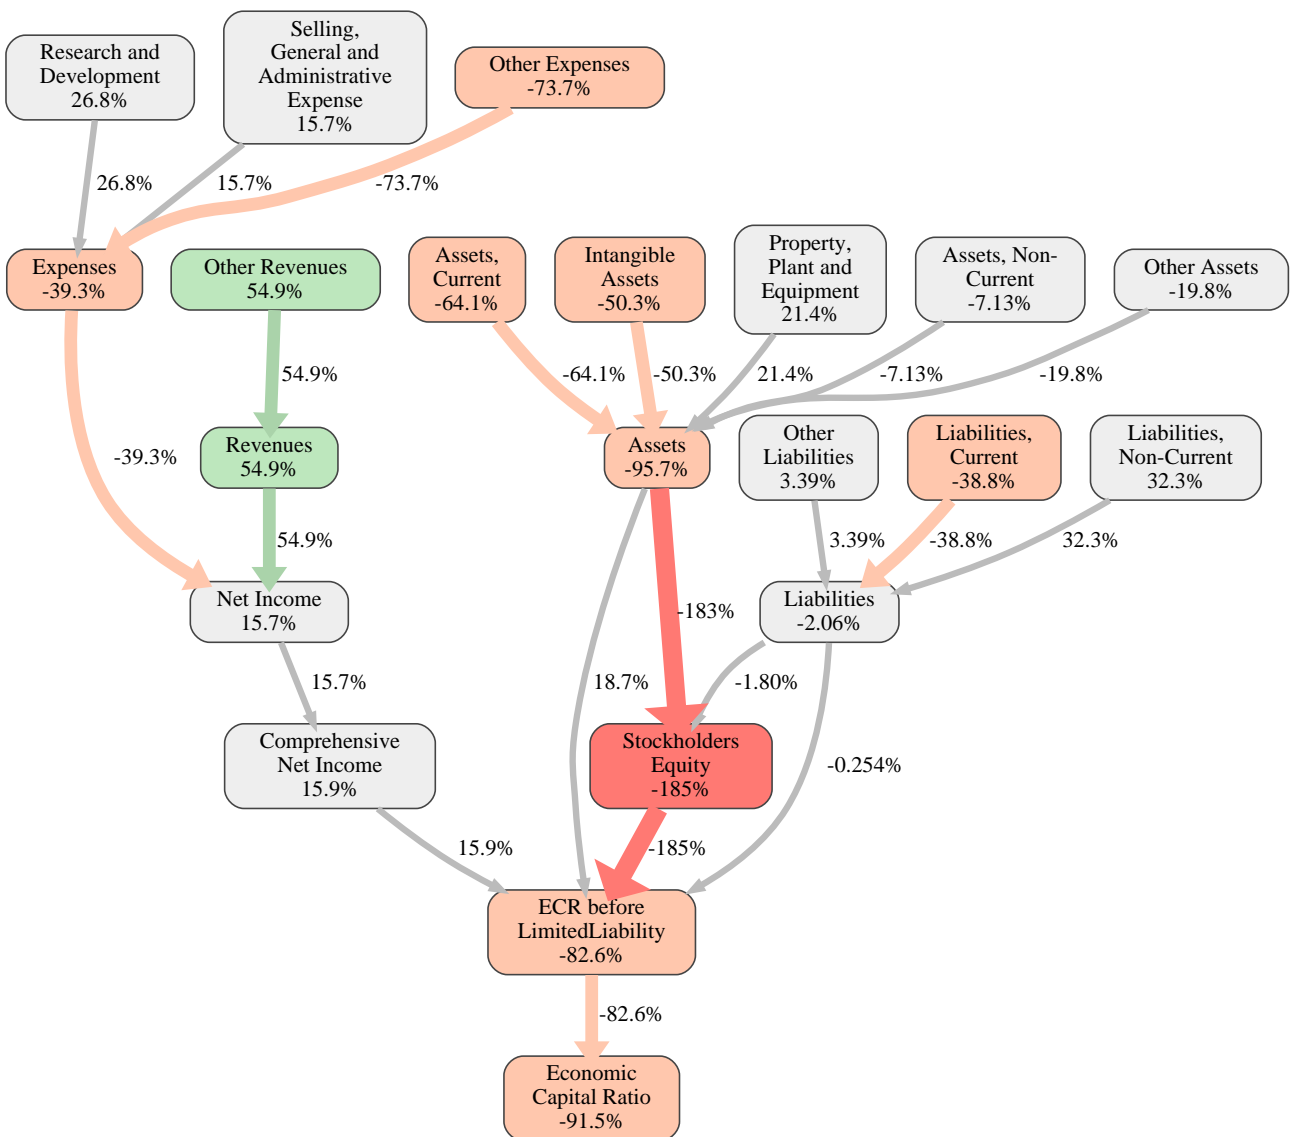 Research and
Development
26.8%
Selling,
General and
Administrative
Expense
15.7%
Other Expenses
-73.7%
26.8%
15.7%
-73.7%
Expenses
-39.3%
Other Revenues
54.9%
Assets,
Current
-64.1%
Intangible
Assets
-50.3%
Property,
Plant and
Equipment
21.4%
Assets, Non-
Current
-7.13%
Other Assets
-19.8%
54.9%
-64.1%
-50.3%
21.4%
-7.13%
-19.8%
-39.3%
Revenues
54.9%
Assets
-95.7%
Other
Liabilities
3.39%
Liabilities,
Current
-38.8%
Liabilities,
Non-Current
32.3%
54.9%
3.39%
-38.8%
32.3%
Net Income
15.7%
-183%
Liabilities
-2.06%
15.7%
18.7%
-1.80%
Comprehensive
Net Income
15.9%
Stockholders
Equity
-185%
-0.254%
15.9%
-185%
ECR before
LimitedLiability
-82.6%
-82.6%
Economic
Capital Ratio
-91.5%